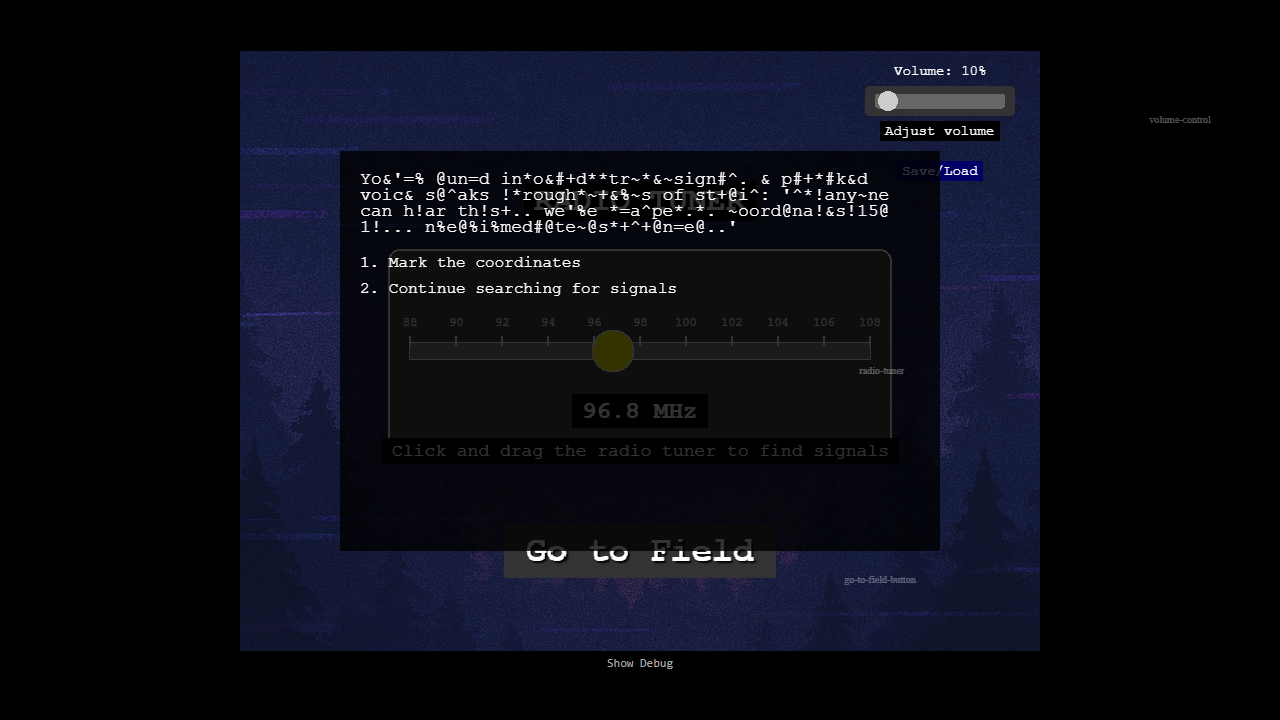 Volume: 10%
Adjust volume
volume-control
Save/Load
RADIO TUNER
Yo&'=% @un=d in*o&#+d**tr~*&~sign#^. & p#+*#k&d
voic& s@^aks !*rough*~+&%~s of st+@i^: '^*!any~ne
can h!ar th!s+.. we'%e *=a^pe*.*. ~oord@na!&s!15@
1!... n%e@%i%med#@te~@s*+^+@n=e@..'
1. Mark the coordinates
2. Continue searching for signals
88 90 92 94 96 98 100 102 104 106 108
radio-tuner
96.8 MHz
Click and drag the radio tuner to find signals
Go to Field
go-to-field-button
Show Debug